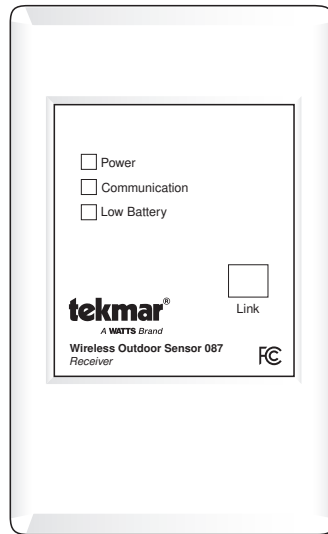 Power
Communication
Low Battery
Link
tekmar®
A WATTS Brand
Wireless Outdoor Sensor 087
Receiver
FC